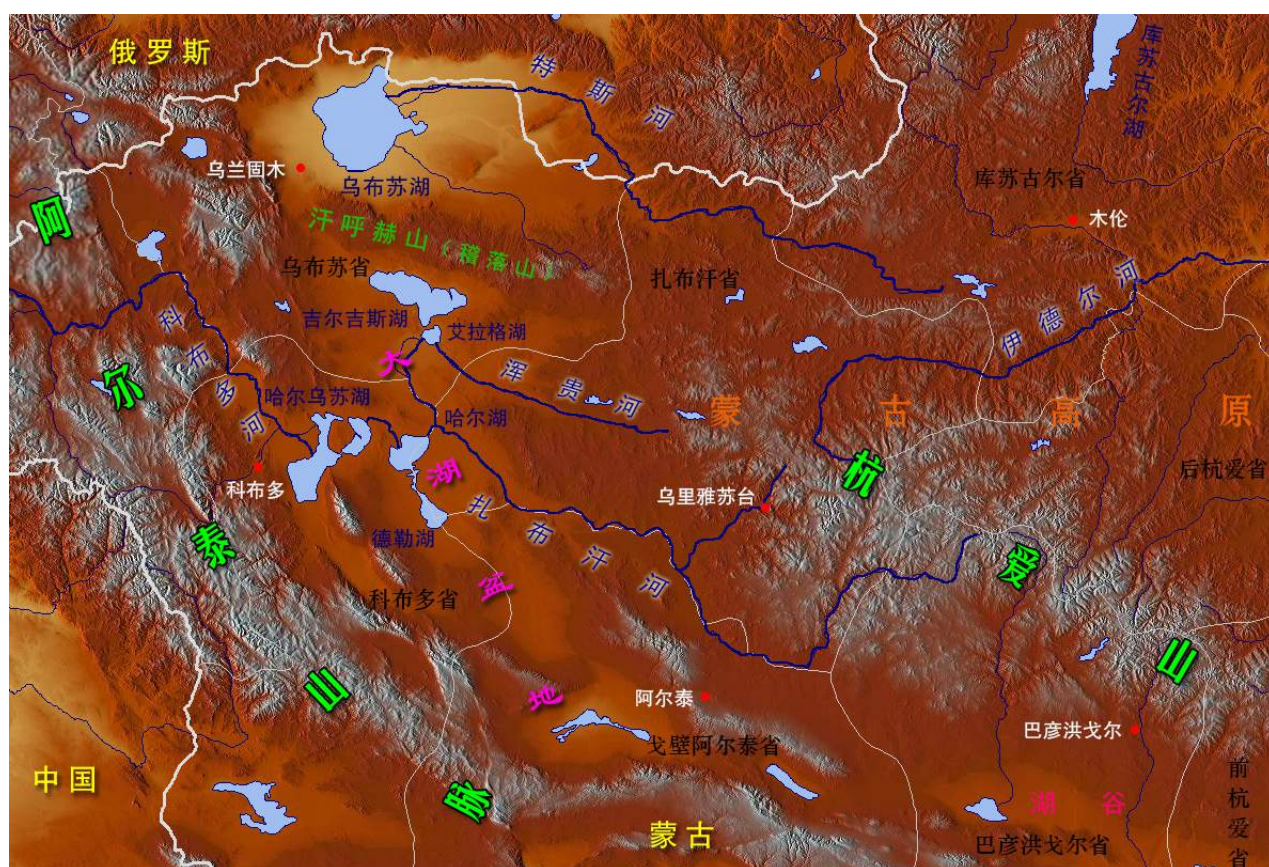 俄罗斯
特斯河
库苏古尔湖
乌兰固木
乌布苏湖
库苏古尔省
木伦
汗呼赫山（稽落山）
乌布苏省
扎布汗省
吉尔吉斯湖
艾拉格湖
伊德尔河
科布多河
浑贵河
哈尔乌苏湖
哈尔湖
蒙古高原
科布多
乌里雅苏台
后杭爱省
德勒湖
扎布汗河
科布多省
大湖盆地
阿尔泰山脉
杭爱山
阿尔泰
戈壁阿尔泰省
巴彦洪戈尔
中国
蒙古
湖谷
巴彦洪戈尔省
前杭爱省